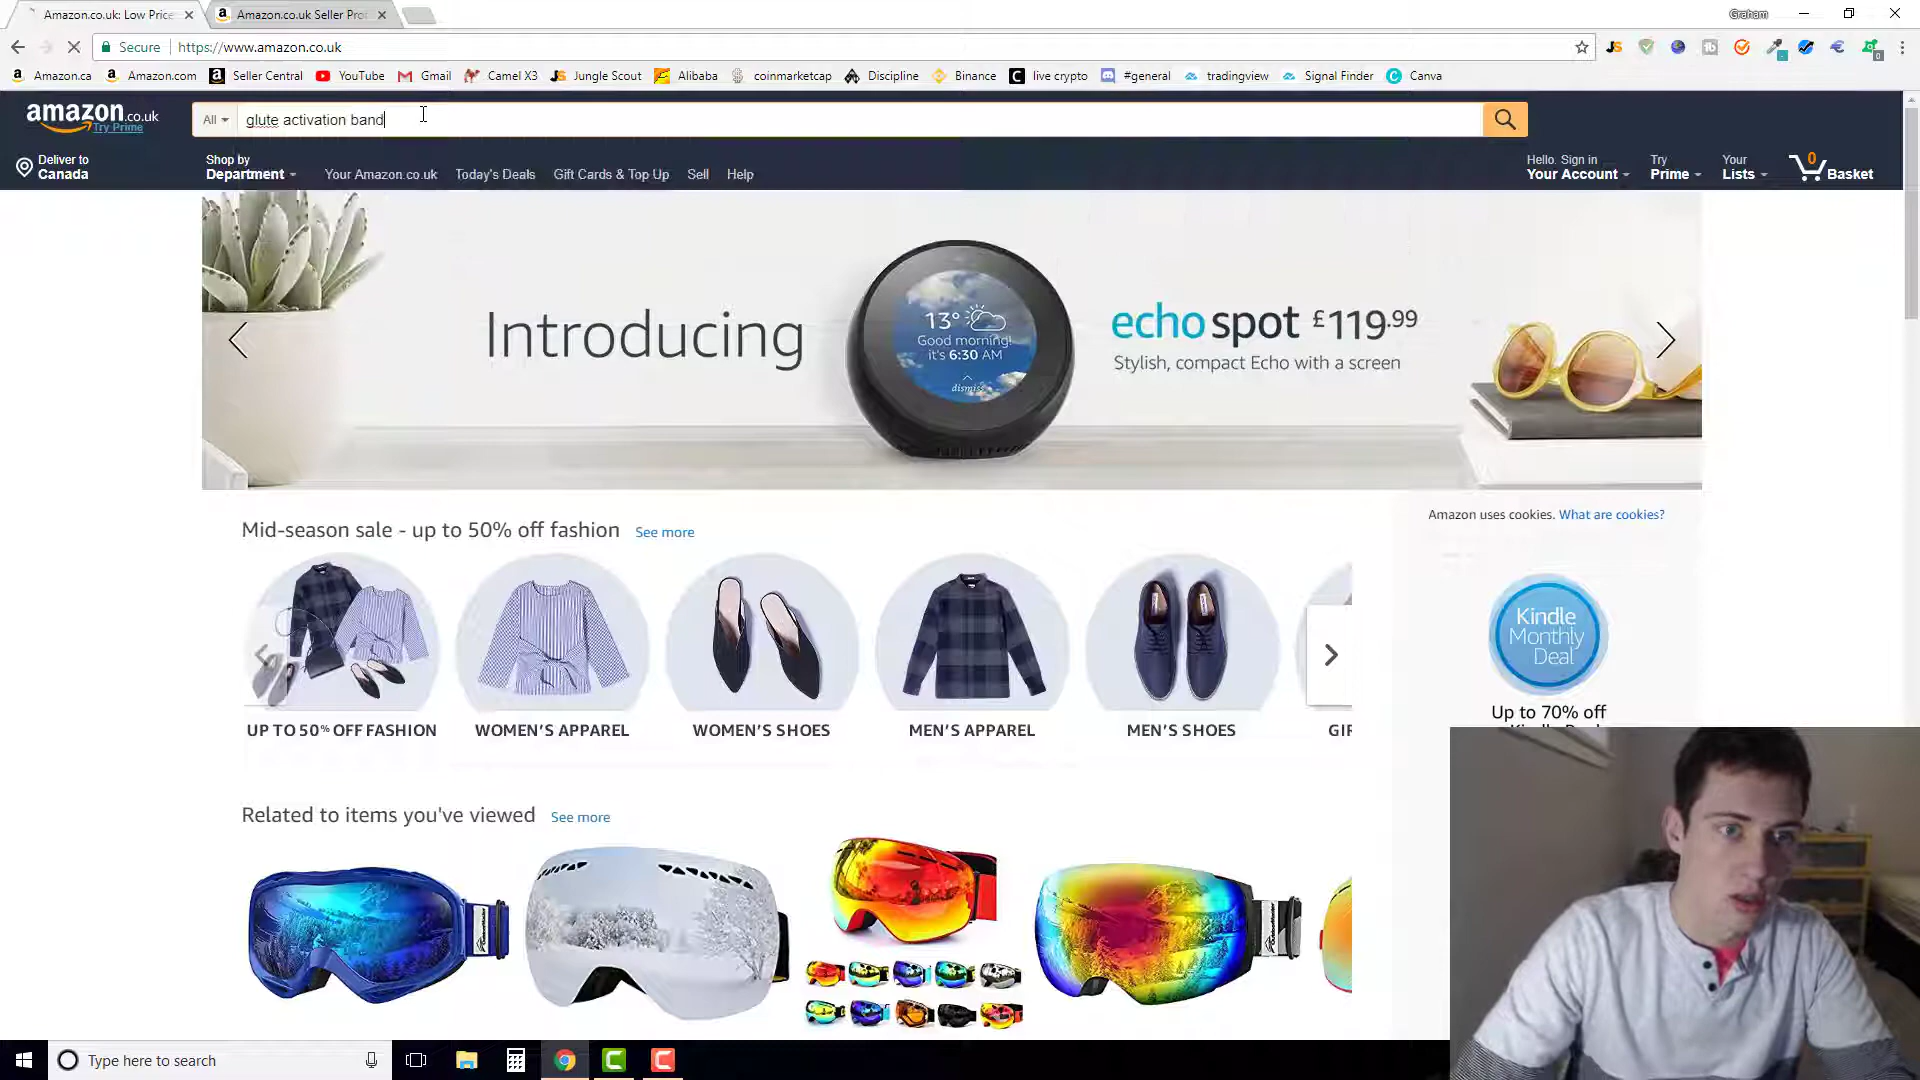 Amazon.co.uk: Low Price
Amazon.co.uk Seller Pro
Graham
Secure https://www.amazon.co.uk
Amazon.ca Amazon.com Seller Central YouTube Gmail Camel X3 Jungle Scout Alibaba coinmarketcap Discipline Binance live crypto #general tradingview Signal Finder Canva
amazon.co.uk
Try Prime
All glute activation band
Deliver to
Canada
Shop by
Department
Your Amazon.co.uk Today's Deals Gift Cards & Top Up Sell Help
Hello. Sign in
Your Account
Try
Prime
Your
Lists
0
Basket
Introducing
13°
Good morning!
it's 6:30 AM
dismiss
echo spot £119.99
Stylish, compact Echo with a screen
Mid-season sale - up to 50% off fashion See more
Amazon uses cookies. What are cookies?
UP TO 50% OFF FASHION
WOMEN'S APPAREL
WOMEN'S SHOES
MEN'S APPAREL
MEN'S SHOES
GIR
Kindle
Monthly
Deal
Up to 70% off
Related to items you've viewed See more
Type here to search